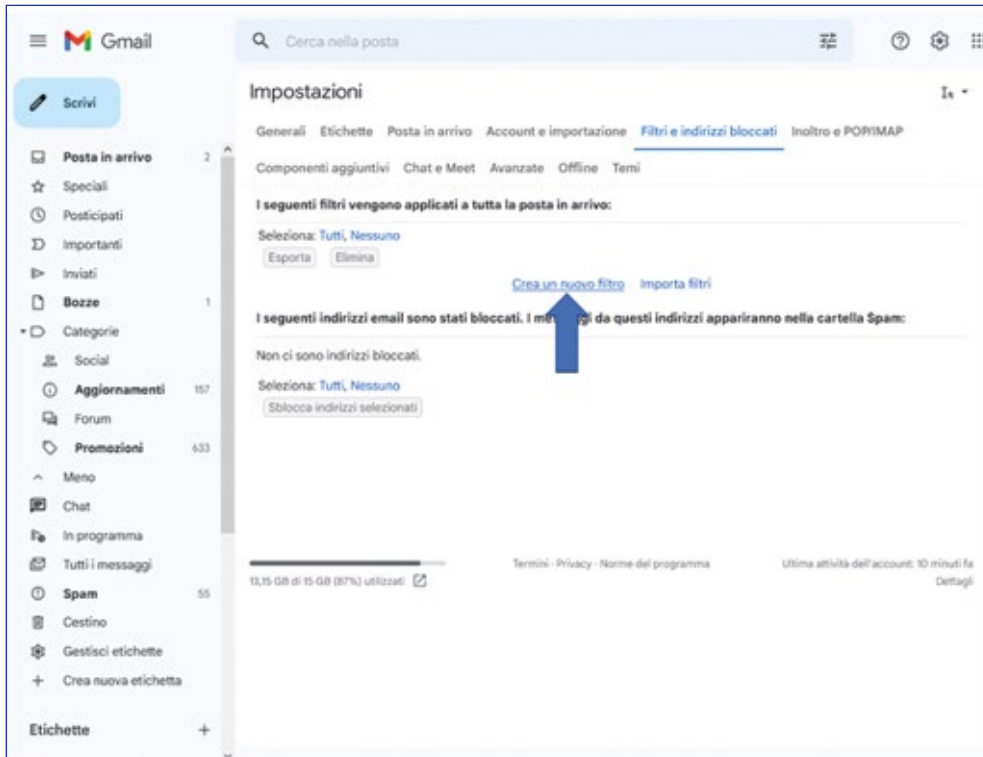 Gmail
Cerca nella posta
Scrivi
Posta in arrivo 2
Speciali
Posticipati
Importanti
Inviati
Bozze 1
Categorie
Social
Aggiornamenti 157
Forum
Promozioni 633
Meno
Chat
In programma
Tutti i messaggi
Spam 55
Cestino
Gestisci etichette
Crea nuova etichetta
Etichette
Impostazioni
Generali Etichette Posta in arrivo Account e importazione Filtri e indirizzi bloccati Inoltro e POP/IMAP
Componenti aggiuntivi Chat e Meet Avanzate Offline Temi
I seguenti filtri vengono applicati a tutta la posta in arrivo:
Seleziona: Tutti, Nessuno
Esporta Elimina
Crea un nuovo filtro Importa filtri
I seguenti indirizzi email sono stati bloccati. I da questi indirizzi appariranno nella cartella Spam:
Non ci sono indirizzi bloccati.
Seleziona: Tutti, Nessuno
Sblocca indirizzi selezionati
13,15 GB di 15 GB (87%) utilizzati
Termini · Privacy · Norme del programma
Ultima attività dell'account: 10 minuti fa
Dettagli